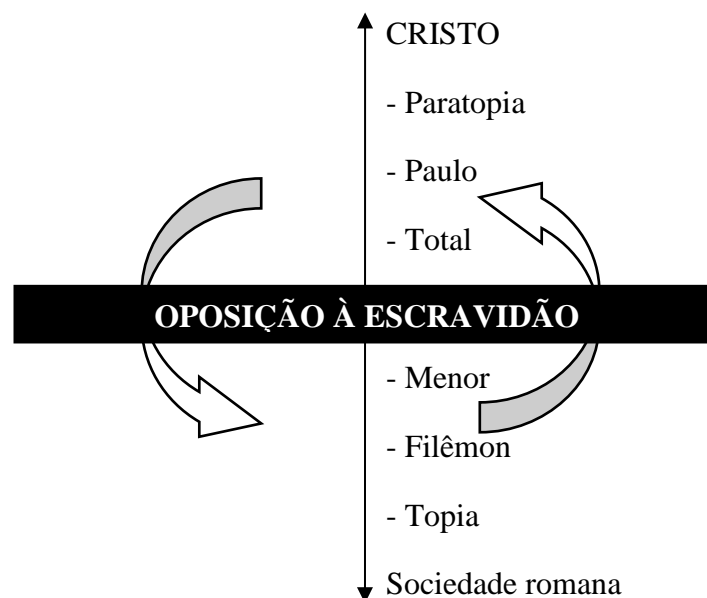 CRISTO
- Paratopia
- Paulo
- Total
OPOSIÇÃO À ESCRAVIDÃO
- Menor
- Filêmon
- Topia
Sociedade romana